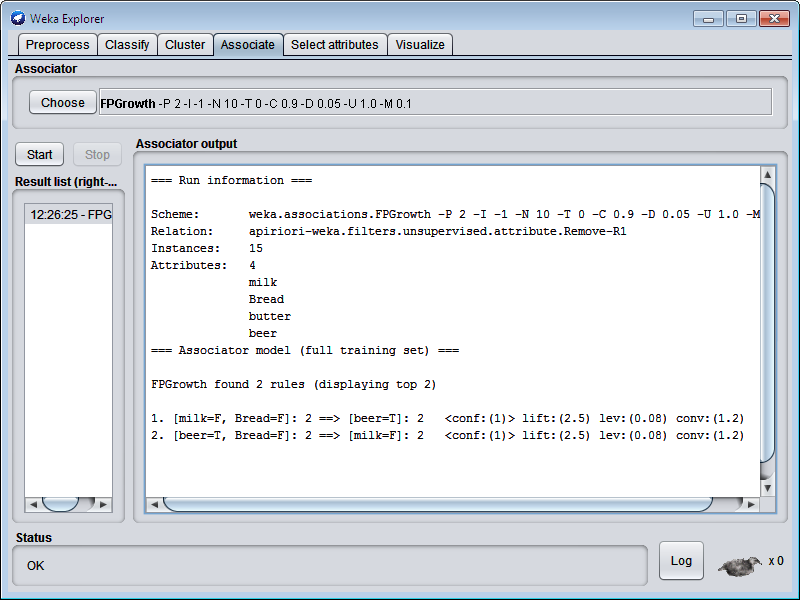 Weka Explorer
Preprocess Classify Cluster Associate Select attributes Visualize
Associator
Choose FPGrowth -P 2 -I -1 -N 10 -T 0 -C 0.9 -D 0.05 -U 1.0 -M 0.1
Start Stop
Result list (right-...
12:26:25 - FPG
Associator output
=== Run information ===
Scheme: weka.associations.FPGrowth -P 2 -I -1 -N 10 -T 0 -C 0.9 -D 0.05 -U 1.0 -M
Relation: apiriori-weka.filters.unsupervised.attribute.Remove-R1
Instances: 15
Attributes: 4
milk
Bread
butter
beer
=== Associator model (full training set) ===
FPGrowth found 2 rules (displaying top 2)
1. [milk=F, Bread=F]: 2 ==> [beer=T]: 2 <conf:(1)> lift:(2.5) lev:(0.08) conv:(1.2)
2. [beer=T, Bread=F]: 2 ==> [milk=F]: 2 <conf:(1)> lift:(2.5) lev:(0.08) conv:(1.2)
Status
OK
Log
x 0